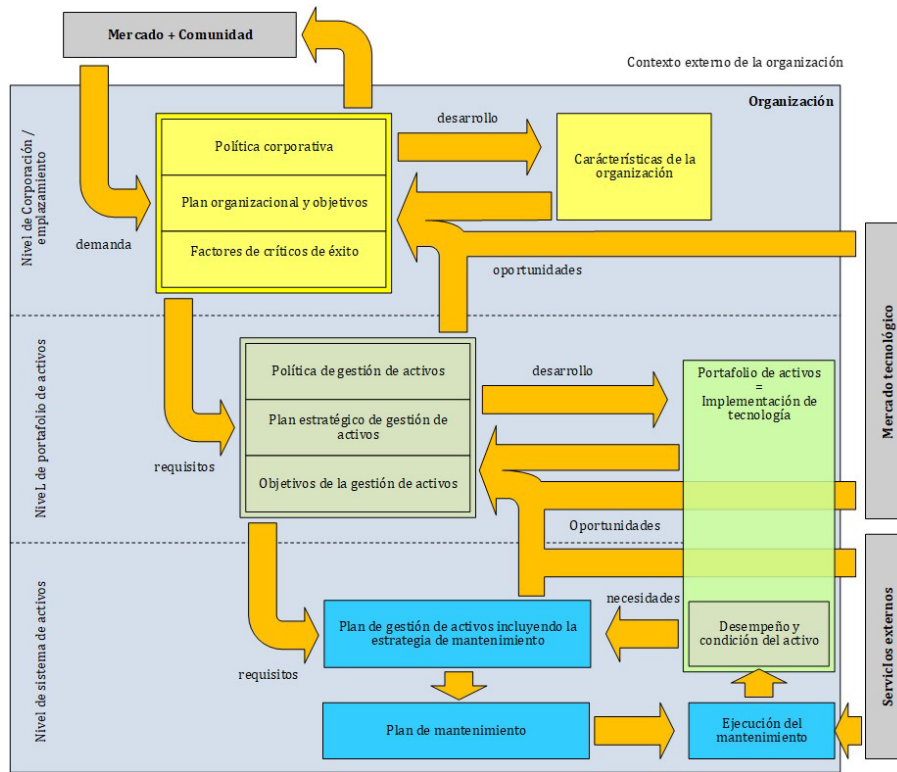 Mercado + Comunidad
Contexto externo de la organización
Organización
Nivel de Corporación /
emplazamiento
desarrollo
Política corporativa
Plan organizacional y objetivos
Factores de críticos de éxito
Carácterísticas de la
organización
demanda
oportunidades
Mercado tecnológico
NiveL de portafolio de activos
Política de gestión de activos
Plan estratégico de gestión de
activos
Objetivos de la gestión de activos
desarrollo
Portafolio de activos
=
Implementación de
tecnología
requisitos
Oportunidades
Nivel de sistema de activos
necesidades
Plan de gestión de activos incluyendo la
estrategia de mantenimiento
Desempeño y
condición del activo
requisitos
Servicios externos
Plan de mantenimiento
Ejecución del
mantenimiento